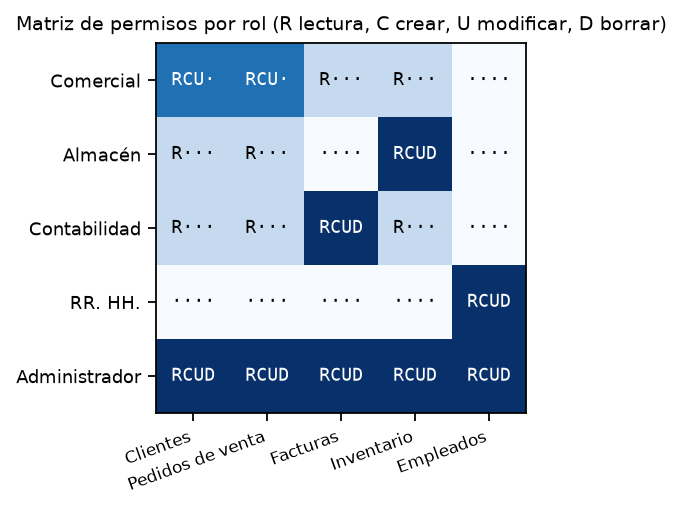 Matriz de permisos por rol (R lectura, C crear, U modificar, D borrar)
Comercial RCU· RCU· R··· R··· ····
Almacén R··· R··· ···· RCUD ····
Contabilidad R··· R··· RCUD R··· ····
RR. HH. ···· ···· ···· ···· RCUD
Administrador RCUD RCUD RCUD RCUD RCUD
Clientes Pedidos de venta Facturas Inventario Empleados